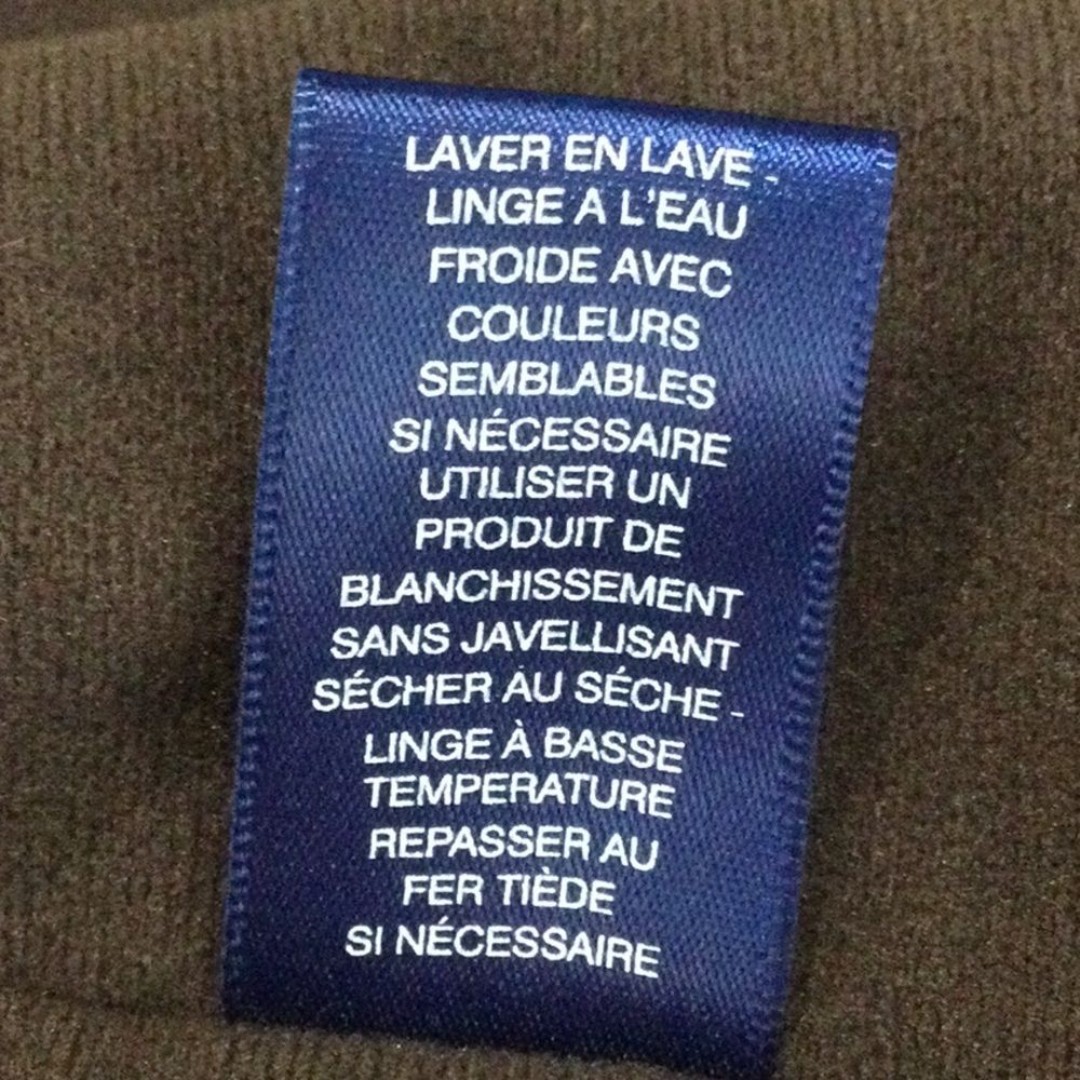 LAVER EN LAVE -
LINGE A L'EAU
FROIDE AVEC
COULEURS
SEMBLABLES
SI NÉCESSAIRE
UTILISER UN
PRODUIT DE
BLANCHISSEMENT
SANS JAVELLISANT
SÉCHER AU SÉCHE -
LINGE À BASSE
TEMPERATURE
REPASSER AU
FER TIÈDE
SI NÉCESSAIRE